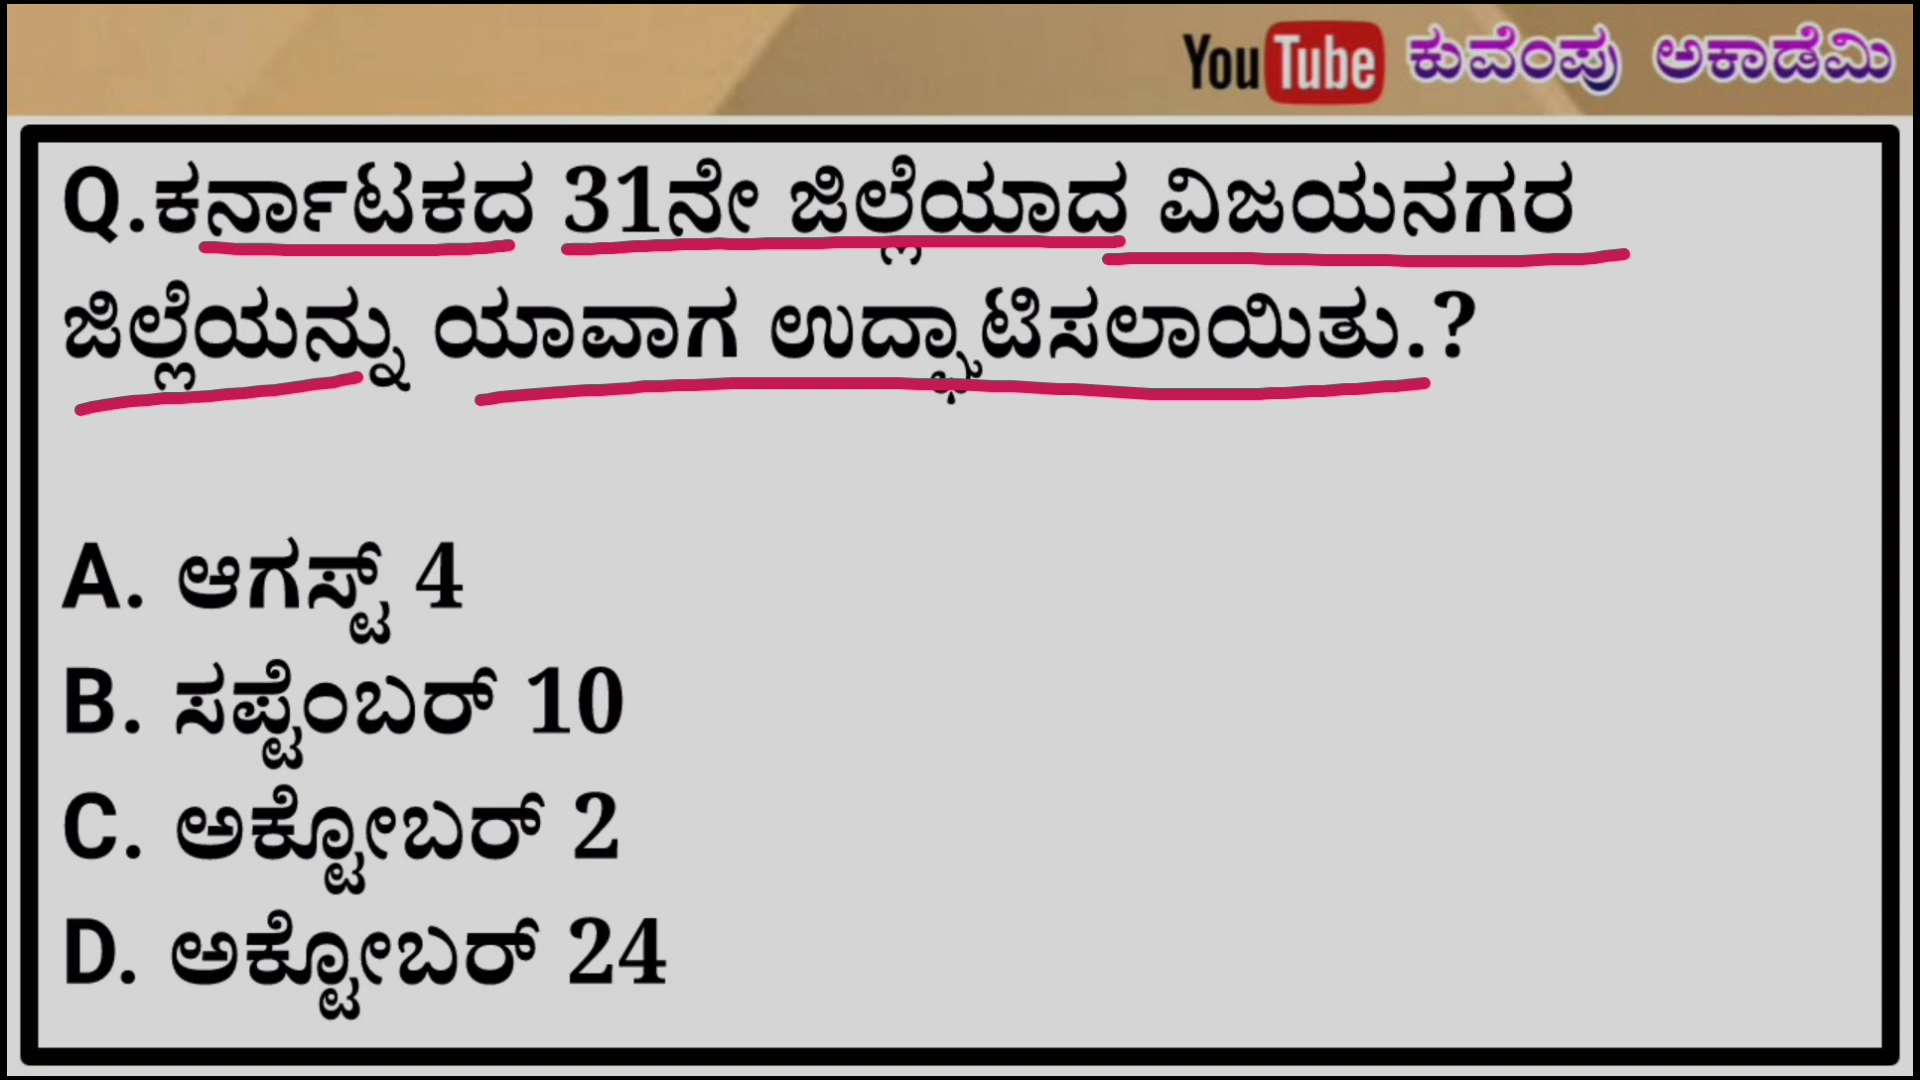 YouTube ಕುವೆಂಪು ಅಕಾಡೆಮಿ
Q.ಕರ್ನಾಟಕದ 31ನೇ ಜಿಲ್ಲೆಯಾದ ವಿಜಯನಗರ
ಜಿಲ್ಲೆಯನ್ನು ಯಾವಾಗ ಉದ್ಘಾಟಿಸಲಾಯಿತು.?
A. ಆಗಸ್ಟ್ 4
B. ಸಪ್ಟೆಂಬರ್ 10
C. ಅಕ್ಟೋಬರ್ 2
D. ಅಕ್ಟೋಬರ್ 24